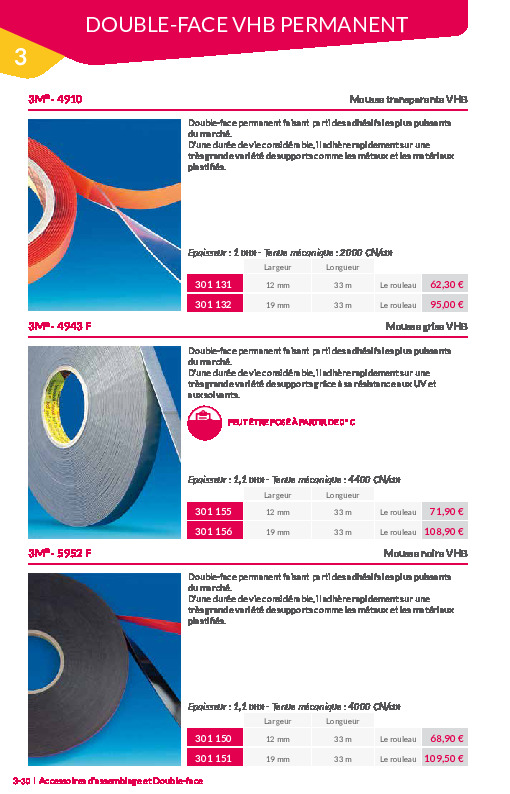 DOUBLE-FACE VHB PERMANENT
3
3M® - 4910 Mousse transparente VHB
Double-face permanent faisant parti des adhésifs les plus puissants
du marché.
D'une durée de vie considérable, il adhère rapidement sur une
très grande variété de supports comme les métaux et les matériaux
plastifiés.
Epaisseur : 1 mm - Tenue mécanique : 2000 CN/cm
Largeur Longueur
301 131 12 mm 33 m Le rouleau 62,30 €
301 132 19 mm 33 m Le rouleau 95,00 €
3M® - 4943 F Mousse grise VHB
Double-face permanent faisant parti des adhésifs les plus puissants
du marché.
D'une durée de vie considérable, il adhère rapidement sur une
très grande variété de supports grâce à sa résistance aux UV et
aux solvants.
PEUT ÊTRE POSÉ À PARTIR DE 0° C
Epaisseur : 1,1 mm - Tenue mécanique : 4400 CN/cm
Largeur Longueur
301 155 12 mm 33 m Le rouleau 71,90 €
301 156 19 mm 33 m Le rouleau 108,90 €
3M® - 5952 F Mousse noire VHB
Double-face permanent faisant parti des adhésifs les plus puissants
du marché.
D'une durée de vie considérable, il adhère rapidement sur une
très grande variété de supports comme les métaux et les matériaux
plastifiés.
Epaisseur : 1,1 mm - Tenue mécanique : 4000 CN/cm
Largeur Longueur
301 150 12 mm 33 m Le rouleau 68,90 €
301 151 19 mm 33 m Le rouleau 109,50 €
3-30 I Accessoires d'assemblage et Double-face